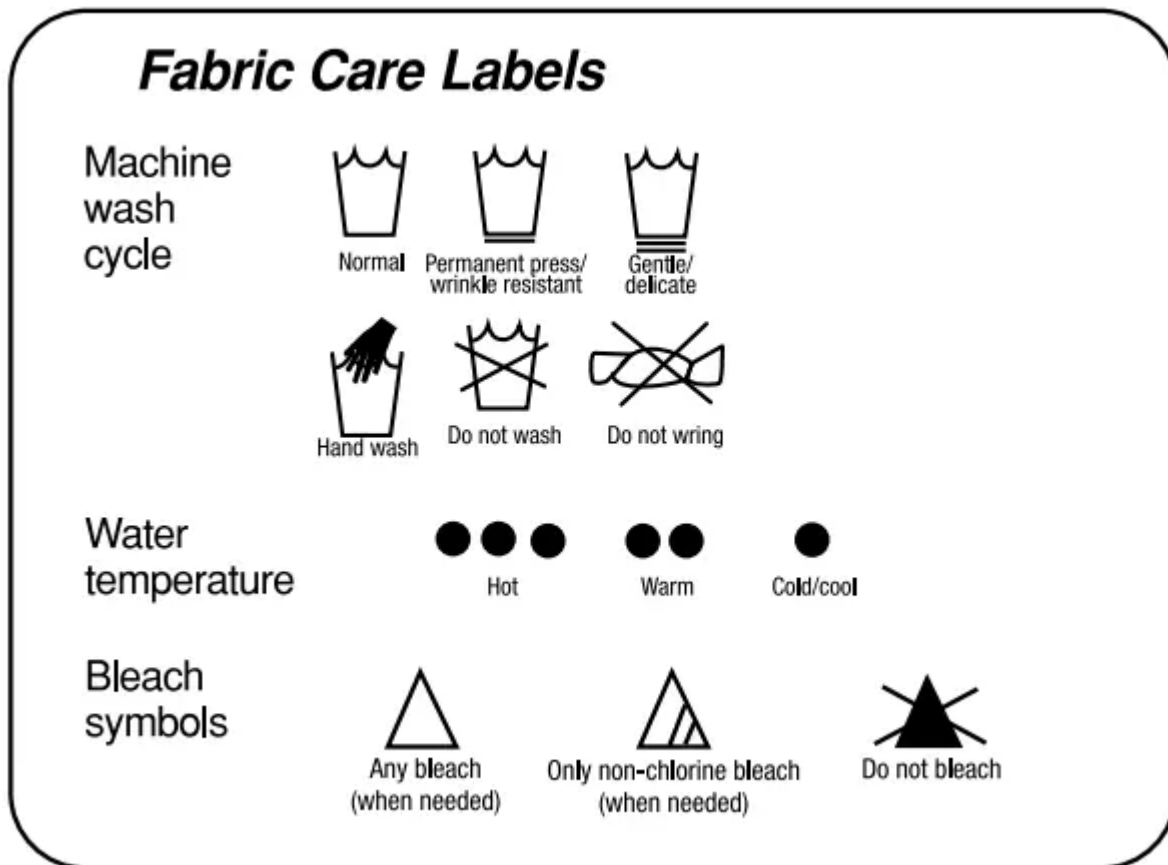 Fabric Care Labels
Machine
wash
cycle
Normal
Permanent press/
wrinkle resistant
Gentle/
delicate
Hand wash
Do not wash
Do not wring
Water
temperature
Hot
Warm
Cold/cool
Bleach
symbols
Any bleach
(when needed)
Only non-chlorine bleach
(when needed)
Do not bleach